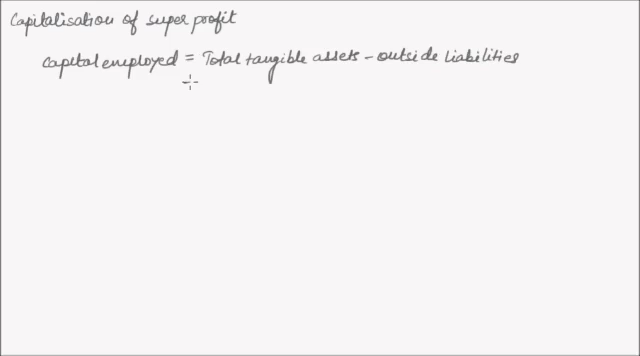 Capitalisation of super profit
Capital employed = Total tangible assets - outside liabilities